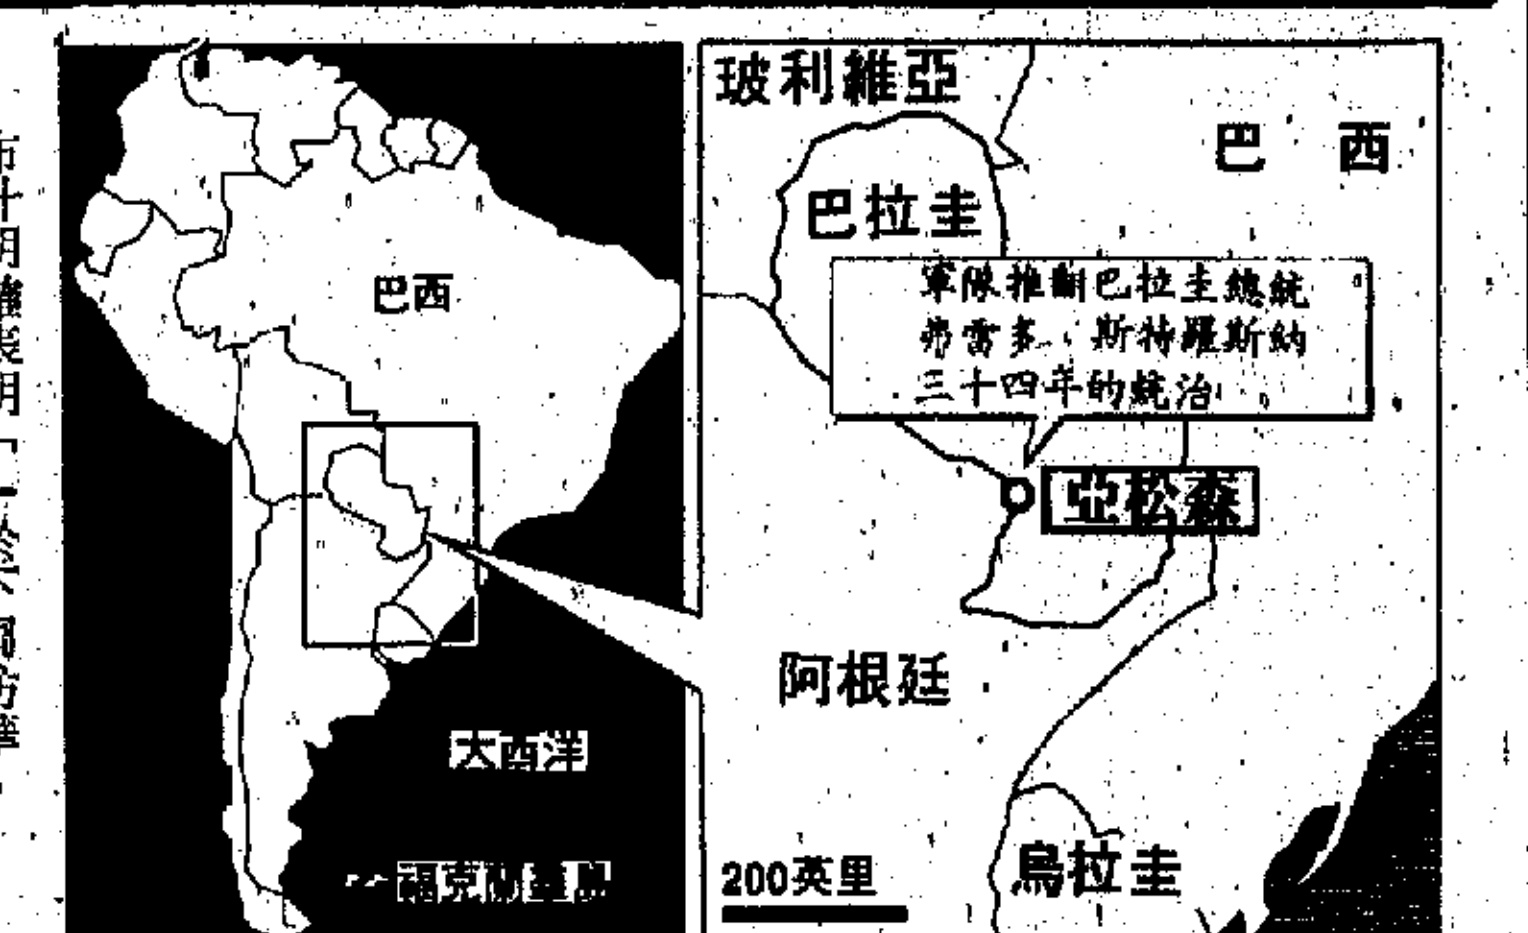 巴西
大西洋
玻利維亞
巴 西
巴拉圭
軍隊推翻巴拉圭總統
弗雷多·斯特羅斯納
三十四年的統治
亞松森
阿根廷
烏拉圭
200英里
福克蘭羣島